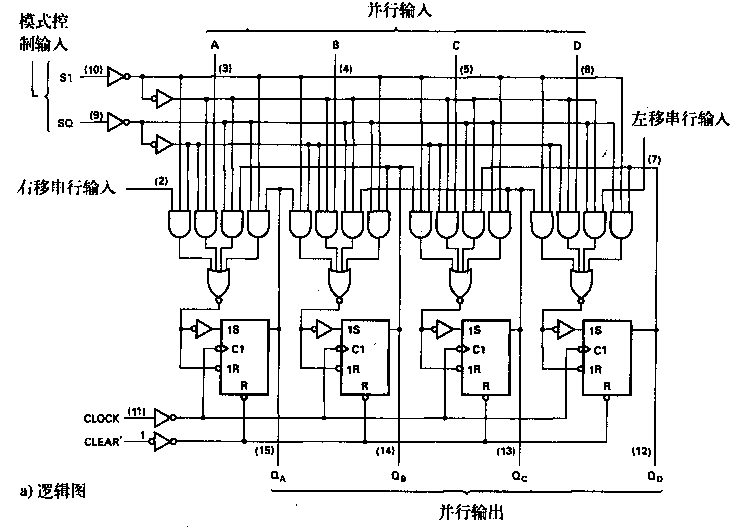 并行输入
模式控
制输入
A
B
C
D
S1
(10)
(3)
(4)
(5)
(6)
SO
(9)
左移串行输入
(7)
右移串行输入
(2)
1S
C1
1R
R
1S
C1
1R
R
1S
C1
1R
R
1S
C1
1R
R
CLOCK
(11)
CLEAR'
1
(15)
(14)
(13)
(12)
QA
QB
QC
QD
a) 逻辑图
并行输出